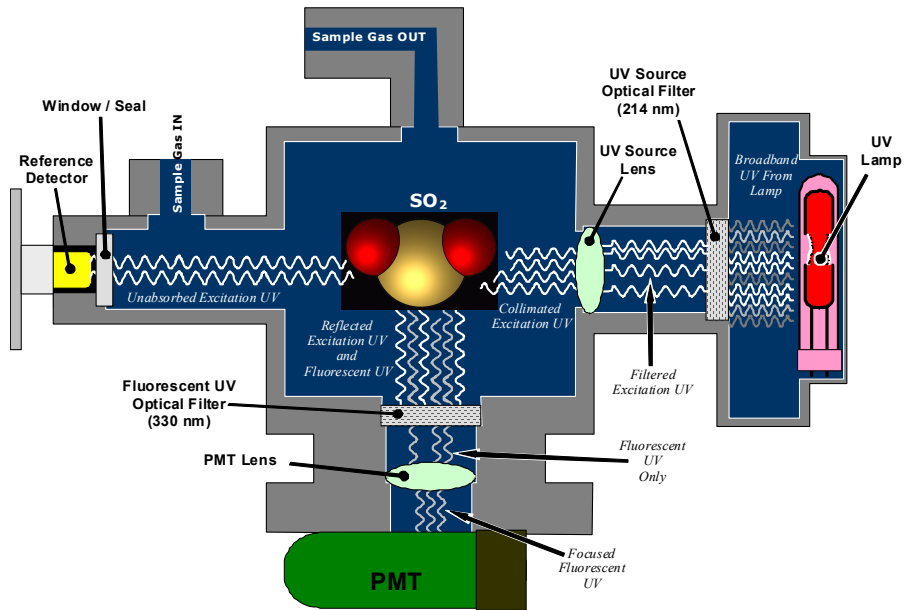 Sample Gas OUT
UV Source
Optical Filter
(214 nm)
Window / Seal
Sample Gas IN
Reference
Detector
UV Source
Lens
Broadband
UV From
Lamp
UV
Lamp
SO2
Unabsorbed Excitation UV
Collimated
Excitation UV
Reflected
Excitation UV
and
Fluorescent UV
Filtered
Excitation UV
Fluorescent UV
Optical Filter
(330 nm)
PMT Lens
Fluorescent
UV
Only
Focused
Fluorescent
UV
PMT